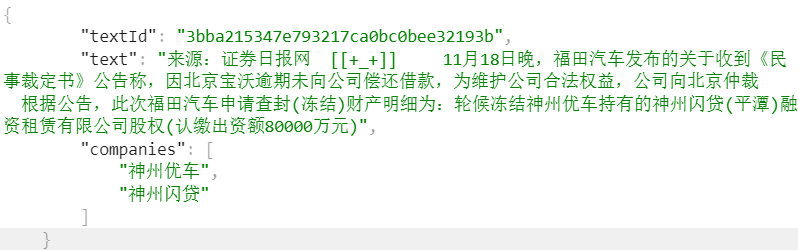 {
"textId": "3bba215347e793217ca0bc0bee32193b",
"text": "来源：证券日报网 [[+_+]] 11月18日晚，福田汽车发布的关于收到《民
事裁定书》公告称，因北京宝沃逾期未向公司偿还借款，为维护公司合法权益，公司向北京仲裁
根据公告，此次福田汽车申请查封(冻结)财产明细为：轮候冻结神州优车持有的神州闪贷(平潭)融
资租赁有限公司股权(认缴出资额80000万元)",
"companies": [
"神州优车",
"神州闪贷"
]
}